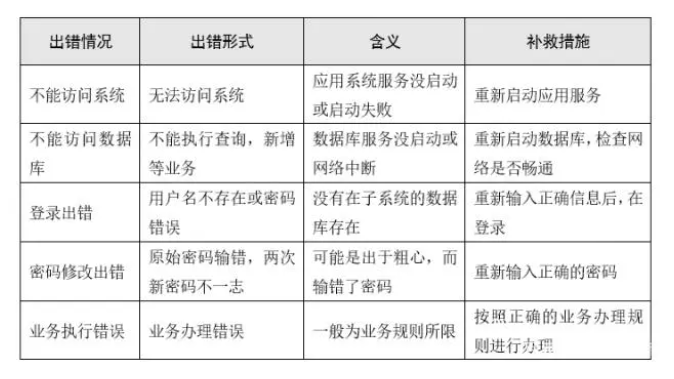 出错情况 出错形式 含义 补救措施
不能访问系统 无法访问系统 应用系统服务没启动 重新启动应用服务
或启动失败
不能访问数据 不能执行查询，新增 数据库服务没启动或 重新启动数据库，检查网
库 等业务 网络中断 络是否畅通
登录出错 用户名不存在或密码 没有在子系统的数据 重新输入正确信息后，在
错误 库存在 登录
密码修改出错 原始密码输错，两次 可能是出于粗心，而 重新输入正确的密码
新密码不一志 输错了密码
业务执行错误 业务办理错误 一般为业务规则所限 按照正确的业务办理规
则进行办理